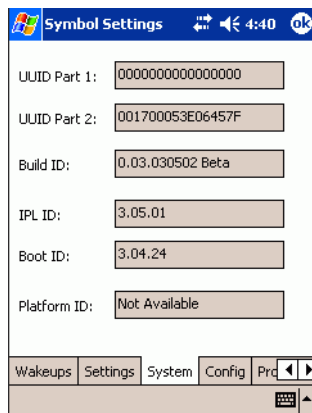 Symbol Settings 4:40 ok
UUID Part 1: 0000000000000000
UUID Part 2: 001700053E06457F
Build ID: 0.03.030502 Beta
IPL ID: 3.05.01
Boot ID: 3.04.24
Platform ID: Not Available
Wakeups Settings System Config Prc